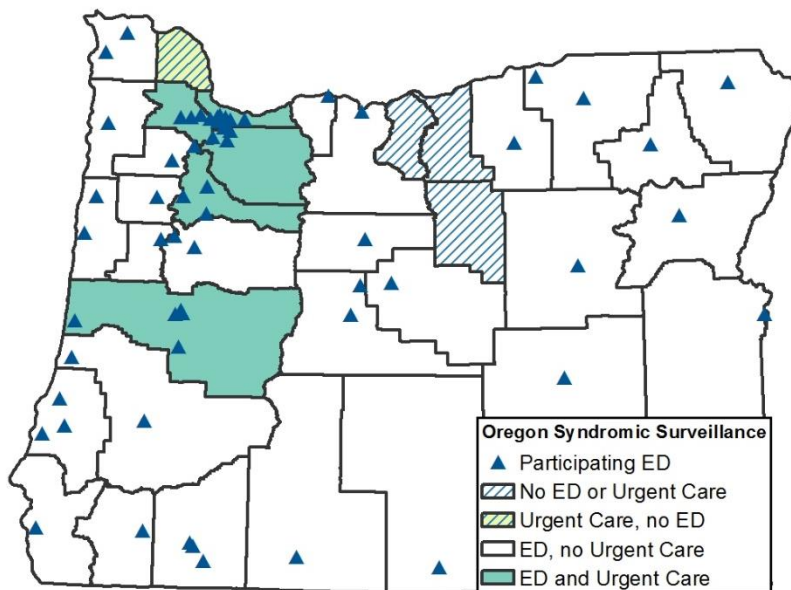 Oregon Syndromic Surveillance
Participating ED
No ED or Urgent Care
Urgent Care, no ED
ED, no Urgent Care
ED and Urgent Care